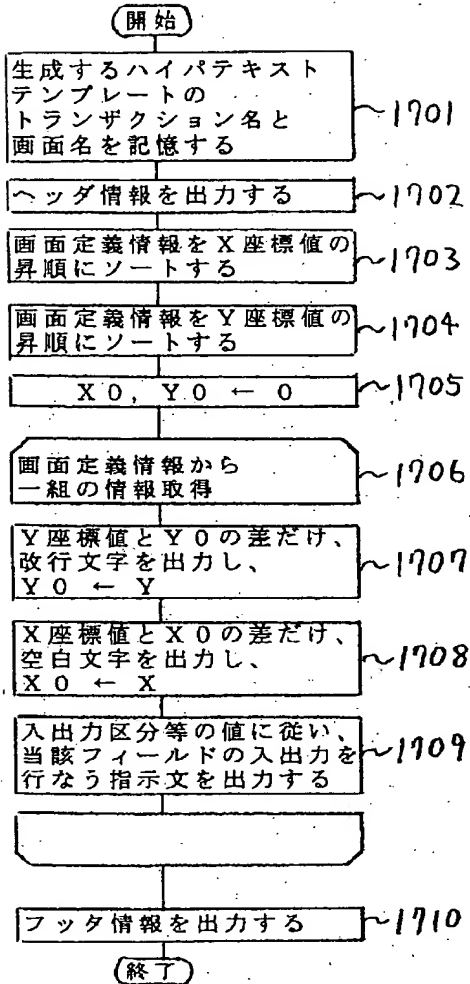 開始
生成するハイパテキスト
テンプレートの
トランザクション名と
画面名を記憶する
~1701
ヘッダ情報を出力する
~1702
画面定義情報をX座標値の
昇順にソートする
~1703
画面定義情報をY座標値の
昇順にソートする
~1704
X0, Y0 ← 0
~1705
画面定義情報から
一組の情報取得
~1706
Y座標値とY0の差だけ、
改行文字を出力し、
Y0 ← Y
~1707
X座標値とX0の差だけ、
空白文字を出力し、
X0 ← X
~1708
入出力区分等の値に従い、
当該フィールドの入出力を
行なう指示文を出力する
~1709
フッタ情報を出力する
~1710
終了